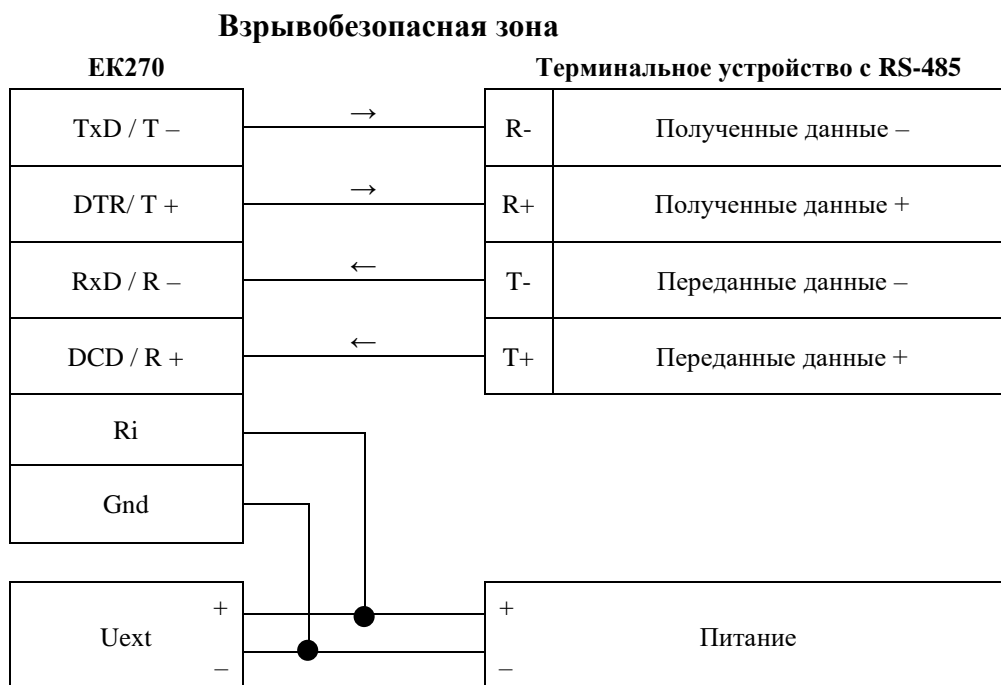 Взрывобезопасная зона
ЕК270
Терминальное устройство с RS-485
TxD / T –
→
R-
Полученные данные –
DTR/ T +
→
R+
Полученные данные +
RxD / R –
←
T-
Переданные данные –
DCD / R +
←
T+
Переданные данные +
Ri
Gnd
Uext
+
–
+
–
Питание